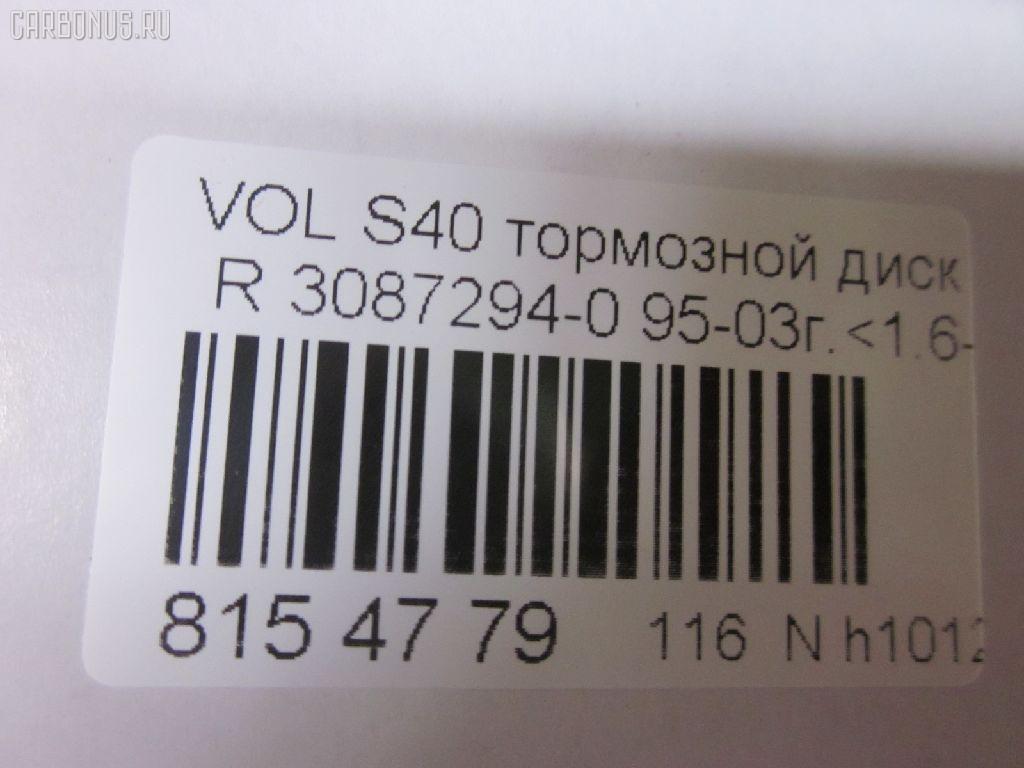 CARBONUS.RU
VOL S40 тормозной диск
R 3087294-0 95-03г. <1.6-
815 47 79 116 N h1012